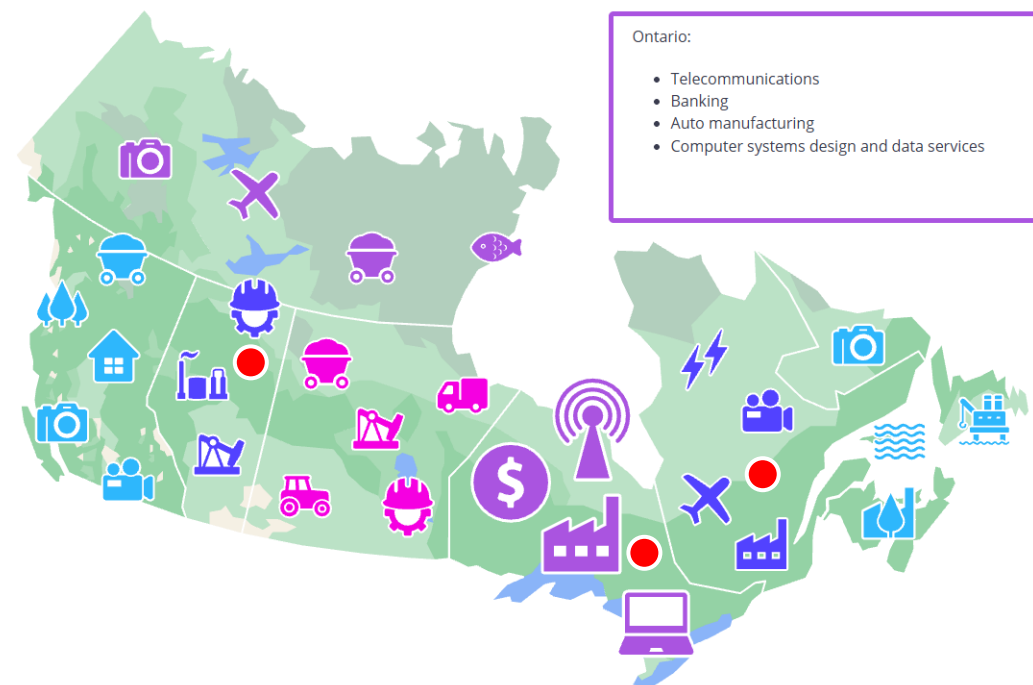 Ontario:
Telecommunications
Banking
Auto manufacturing
Computer systems design and data services
$